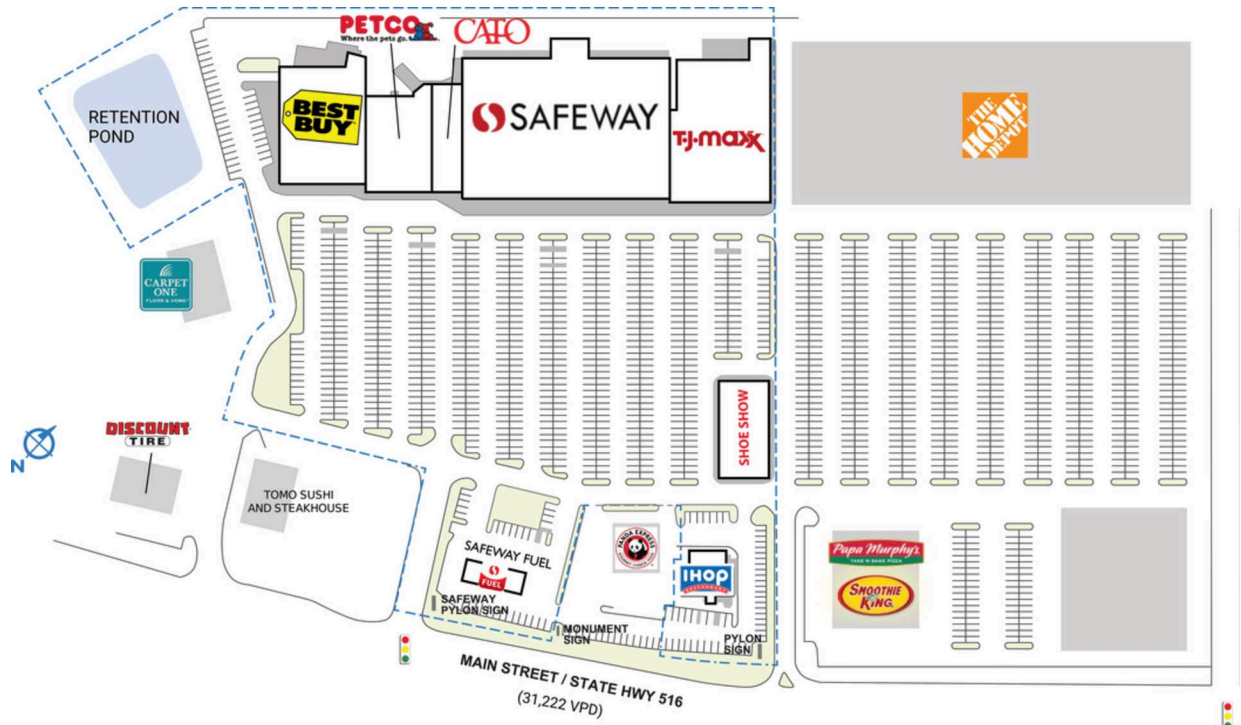 PETCO
Where the pets go.
CATO
BEST
BUY
SAFEWAY
T·J·maxx
THE
HOME
DEPOT
RETENTION
POND
CARPET
ONE
FLOOR & HOME
SHOE SHOW
DISCOUNT
TIRE
N
TOMO SUSHI
AND STEAKHOUSE
SAFEWAY FUEL
FUEL
SAFEWAY
PYLON SIGN
PANDA EXPRESS
IHOP
RESTAURANT
Papa Murphy's
TAKE 'N' BAKE PIZZA
SMOOTHIE
KING
MONUMENT
SIGN
PYLON
SIGN
MAIN STREET / STATE HWY 516
(31,222 VPD)